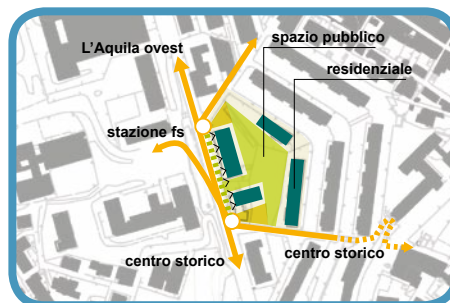 spazio pubblico
L'Aquila ovest
residenziale
stazione fs
centro storico
centro storico